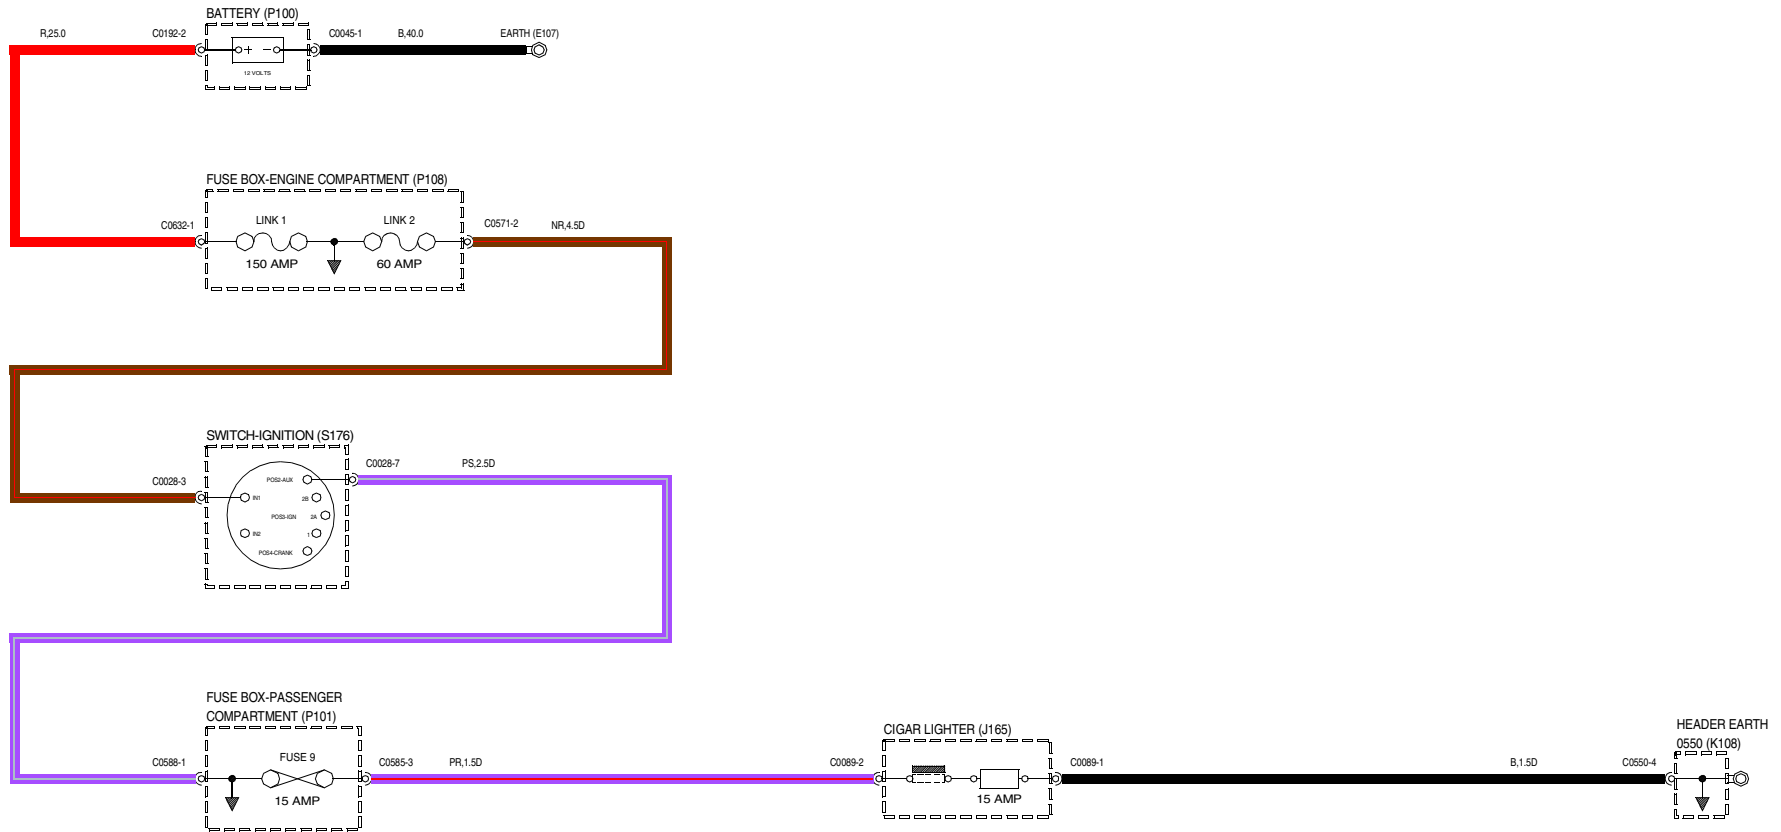 BATTERY (P100)
R,25.0
C0192-2
C0045-1
B,40.0
EARTH (E107)
+ −
12 VOLTS
FUSE BOX-ENGINE COMPARTMENT (P108)
C0632-1
LINK 1
LINK 2
C0571-2
NR,4.5D
150 AMP
60 AMP
SWITCH-IGNITION (S176)
C0028-3
C0028-7
PS,2.5D
POS2-AUX
IN1
2B
POS3-IGN
2A
IN2
1
POS4-CRANK
FUSE BOX-PASSENGER
COMPARTMENT (P101)
C0588-1
FUSE 9
15 AMP
C0585-3
PR,1.5D
C0089-2
CIGAR LIGHTER (J165)
15 AMP
C0089-1
B,1.5D
C0550-4
HEADER EARTH
0550 (K108)